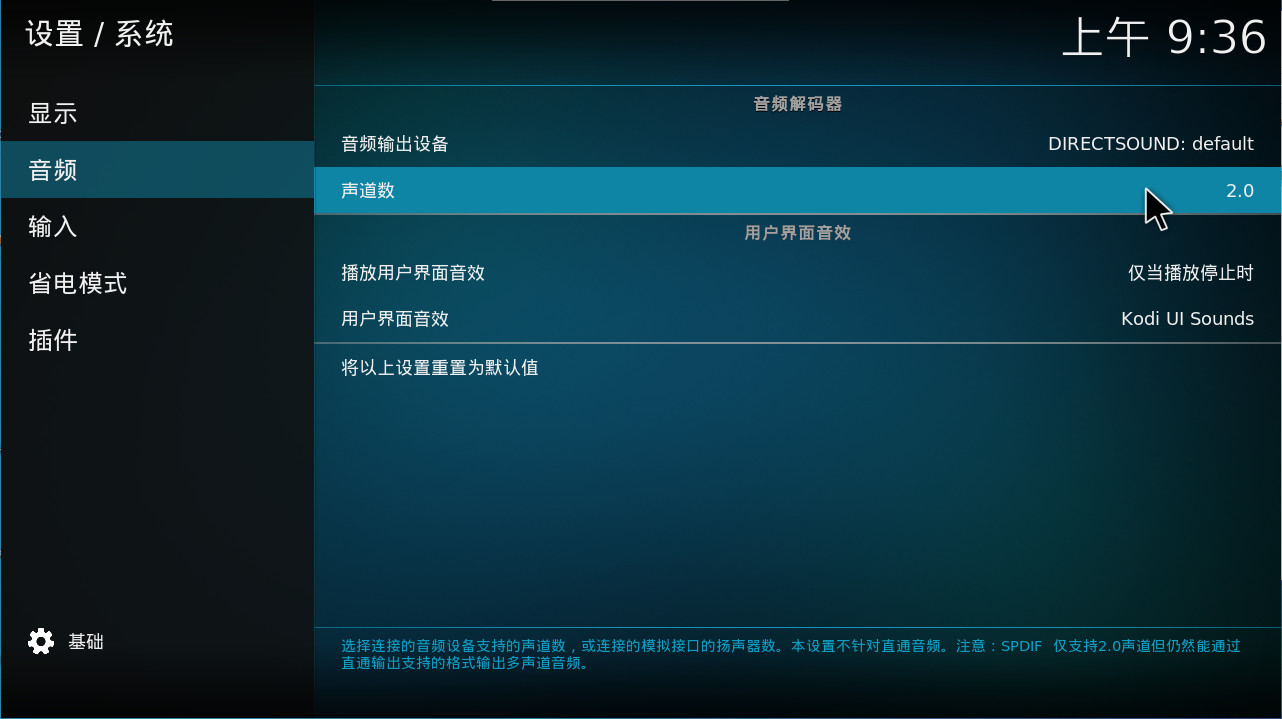 设置 / 系统
上午 9:36
显示
音频
输入
省电模式
插件
基础
音频解码器
音频输出设备 DIRECTSOUND: default
声道数 2.0
用户界面音效
播放用户界面音效 仅当播放停止时
用户界面音效 Kodi UI Sounds
将以上设置重置为默认值
选择连接的音频设备支持的声道数，或连接的模拟接口的扬声器数。本设置不针对直通音频。注意：SPDIF 仅支持2.0声道但仍然能通过
直通输出支持的格式输出多声道音频。